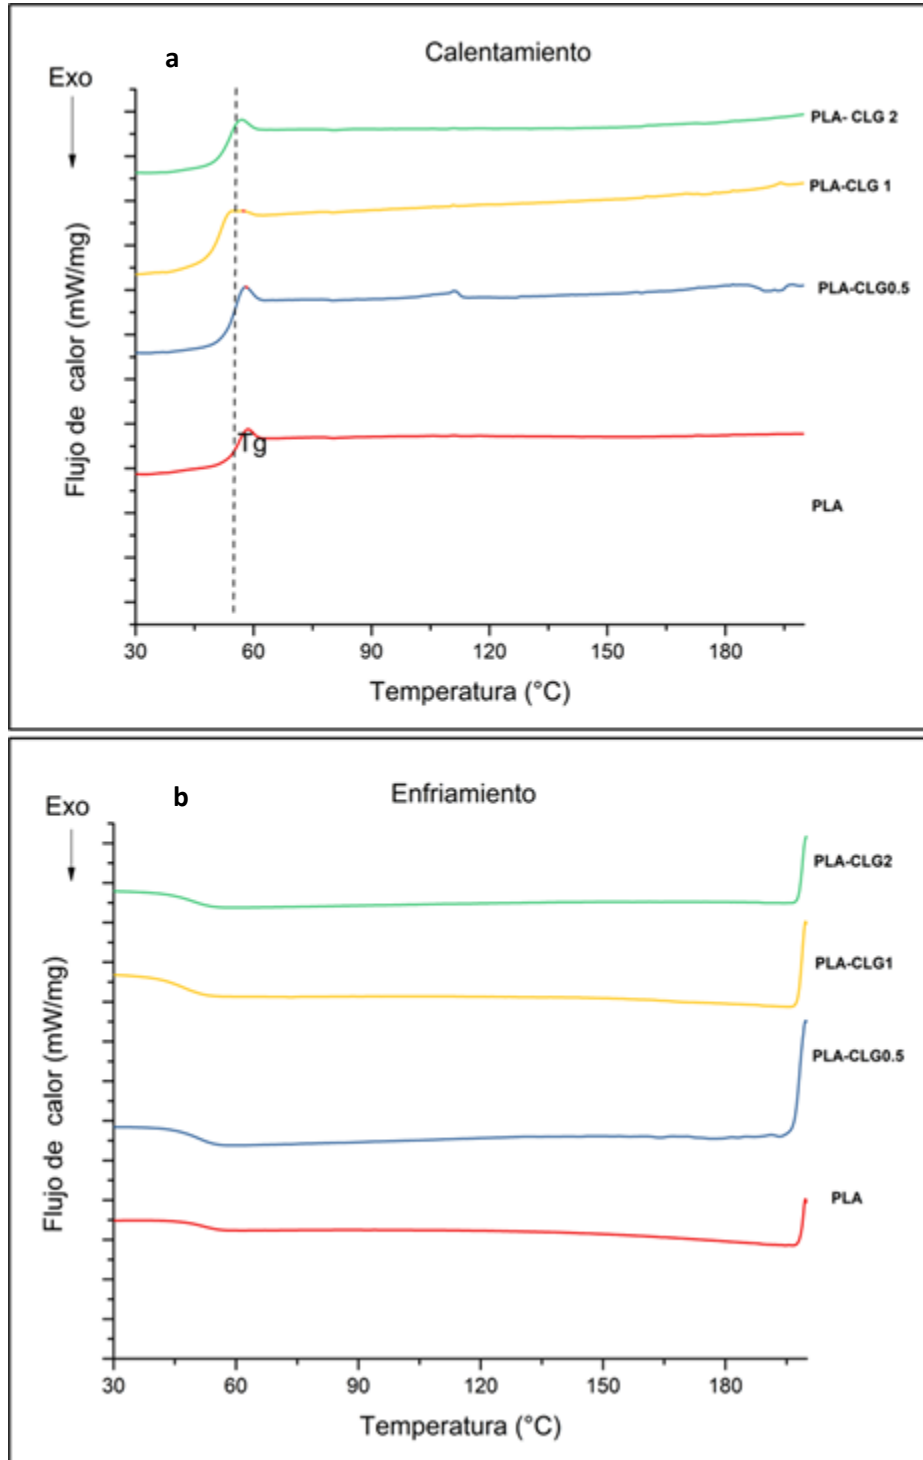 a
Calentamiento
Exo
PLA- CLG 2
PLA-CLG 1
PLA-CLG0.5
Tg
PLA
Flujo de calor (mW/mg)
30 60 90 120 150 180
Temperatura (°C)
b
Enfriamiento
Exo
PLA-CLG2
PLA-CLG1
PLA-CLG0.5
PLA
Flujo de calor (mW/mg)
30 60 90 120 150 180
Temperatura (°C)